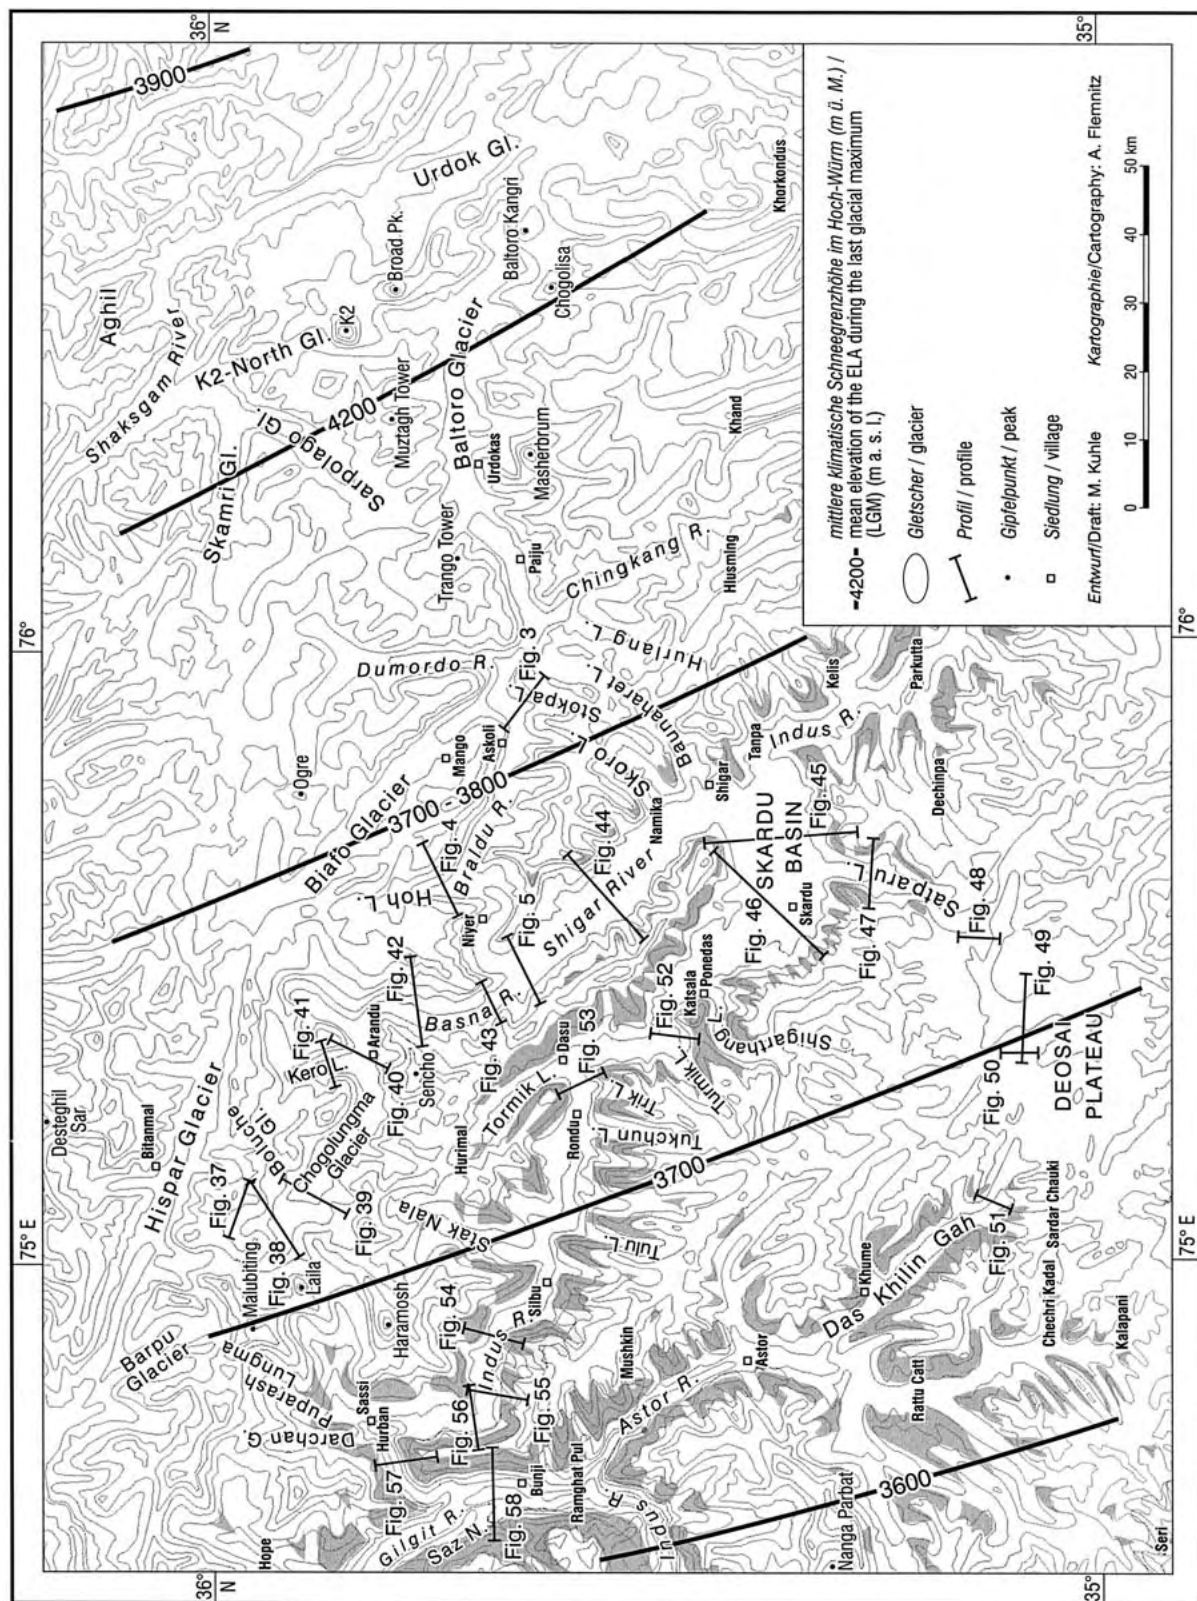 75° E
76°
36°
N
36°
N
35°
35°
75° E
76°
3900
4200
3700 - 3800
3700
3600
Aghil
Shaksgam River
Urdok Gl.
K2-North Gl.
K2
Broad Pk.
Baltoro Kangri
Chogolisa
Khorkondus
Skamri Gl.
Sarpolago Gl.
Muztagh Tower
Baltoro Glacier
Urdokas
Masherbrum
Khand
Trango Tower
Paiju
Chingkang R.
Hlusming
Dumordo R.
Fig. 3
Hurlang L.
Stokpa L.
Baunaharet L.
Kelis
Parkutta
Ogre
Biafo Glacier
Mango
Askoli
Skoro L.
Tanpa
Indus R.
Shigar
Dechinpa
Hoh L.
Fig. 4
Braldu R.
Niyer
Fig. 5
Shigar River
Fig. 44
Namika
SKARDU
BASIN
Fig. 45
Fig. 46
Skardu
Fig. 47
Satparu L.
Fig. 48
Fig. 49
Fig. 42
Basna R.
Fig. 43
Fig. 41
Arandu
Kero L.
Fig. 40
Sencho
Dasu
Fig. 53
Fig. 52
Katsala
Ponedas
Shigarthang L.
Turmik L.
Trik L.
Tormik L.
Rondu
Tukchun L.
Fig. 50
DEOSAI
PLATEAU
Desteghil
Sar
Bitanmal
Hispar Glacier
Boluche
Gl.
Chogolungma
Glacier
Hurimal
Fig. 37
Fig. 38
Fig. 39
Stak Nala
Tulu L.
Malubiting
Laila
Haramosh
Fig. 54
Silbu
Indus R.
Fig. 51
Sardar Chauki
Das Khilin Gah
Khume
Chechri Kadal
Kalapani
Barpu
Glacier
Puparash
Lungma
Darchan G.
Sassi
Hurban
Fig. 55
Fig. 56
Fig. 57
Fig. 58
Mushkin
Astor
Astor R.
Rattu Catt
Hope
Gilgit R.
Saz N.
Bunji
Ramghat Pul
Indus R.
Nanga Parbat
Seri
4200 mittlere Klimatische Schneegrenzhöhe im Hoch-Würm (m ü. M.) /
mean elevation of the ELA during the last glacial maximum
(LGM) (m a. s. l.)
Gletscher / glacier
Profil / profile
Gipfelpunkt / peak
Siedlung / village
Entwurf/Draft: M. Kuhle Kartographie/Cartography: A. Flemnitz
0 10 20 30 40 50 km